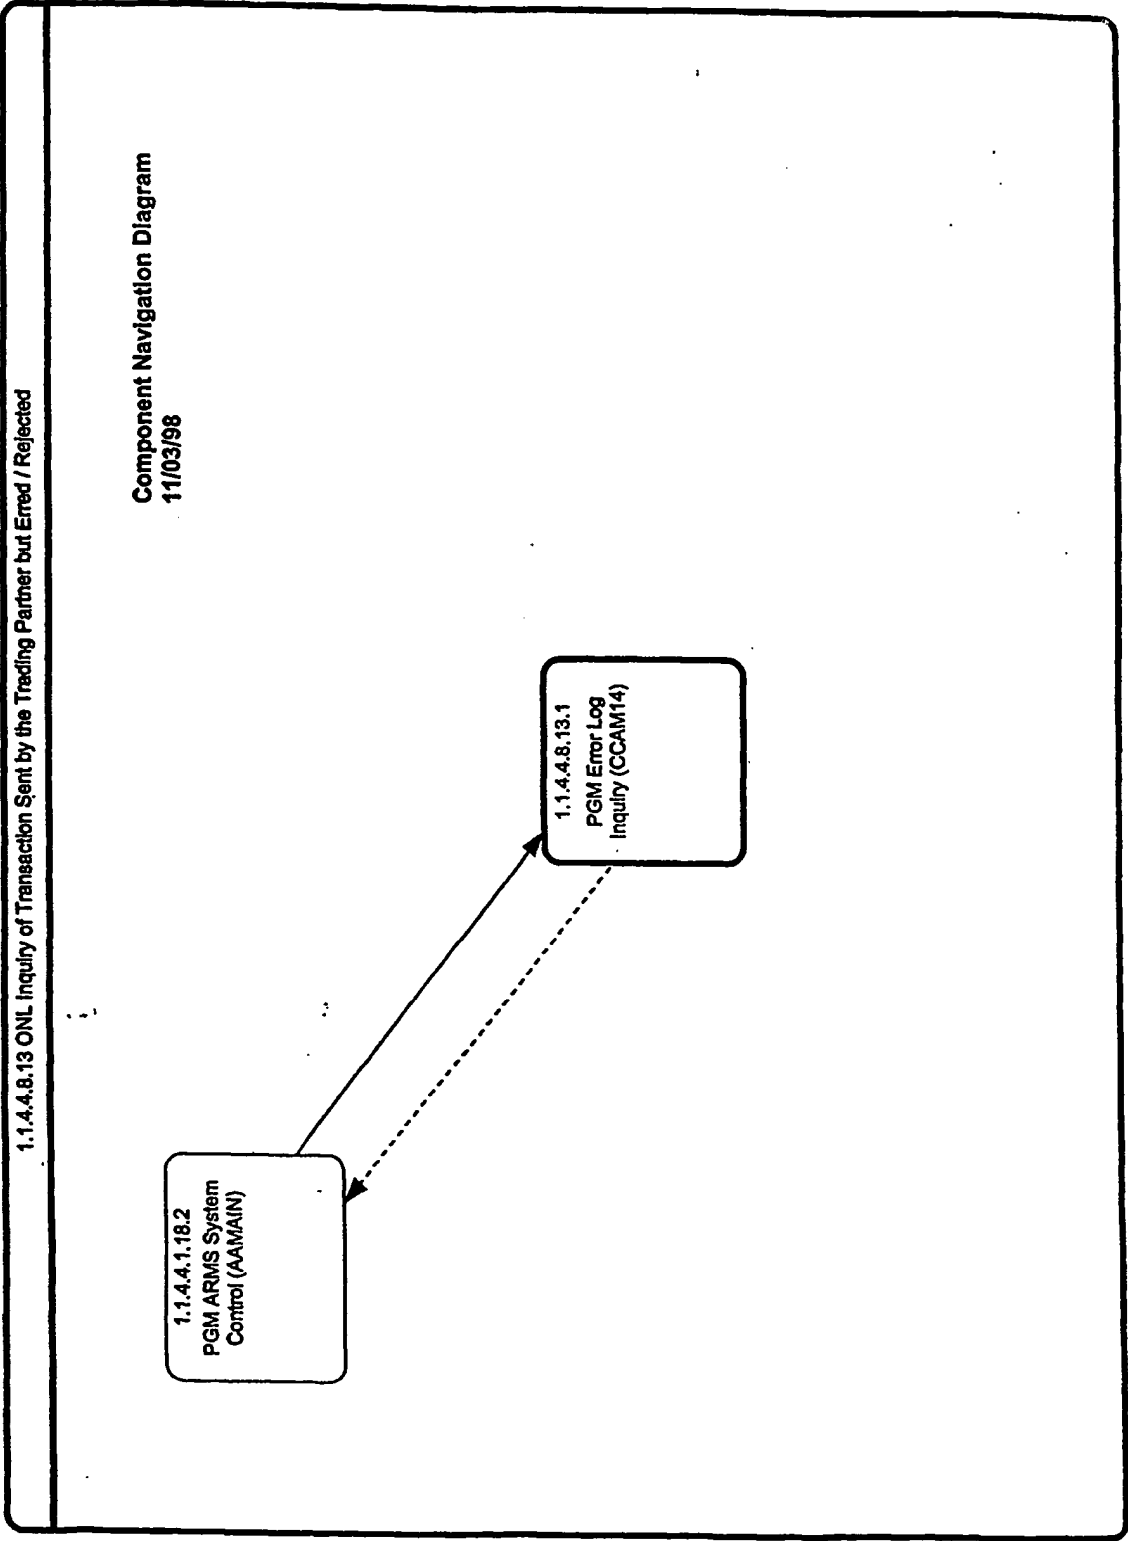 1.1.4.4.8.13 ONL Inquiry of Transaction Sent by the Trading Partner but Erred / Rejected
Component Navigation Diagram
11/03/98
1.1.4.4.1.18.2
PGM ARMS System
Control (AAMAIN)
1.1.4.4.8.13.1
PGM Error Log
Inquiry (CCAM14)